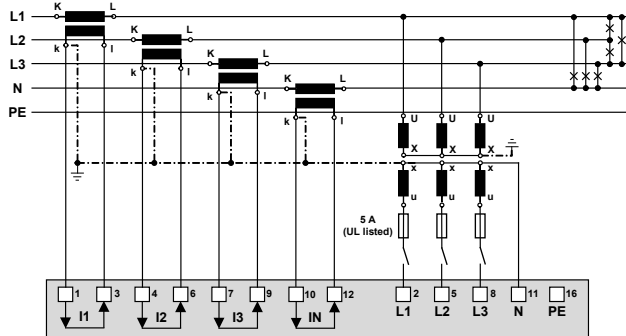 K L
L1
K L
L2
k l
K L
L3
k l
K L
N
k l
PE
k l
U U U
X X X
x x x
u u u
5 A
(UL listed)
1 3 4 6 7 9 10 12 2 5 8 11 16
I1 I2 I3 IN L1 L2 L3 N PE